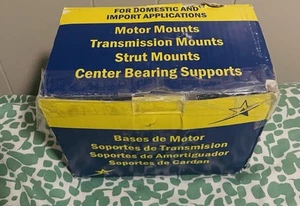 FOR DOMESTIC AND
IMPORT APPLICATIONS
Motor Mounts
Transmission Mounts
Strut Mounts
Center Bearing Supports
Bases de Motor
Soportes de Transmision
Soportes de Amortiguador
Soportes de Cardan